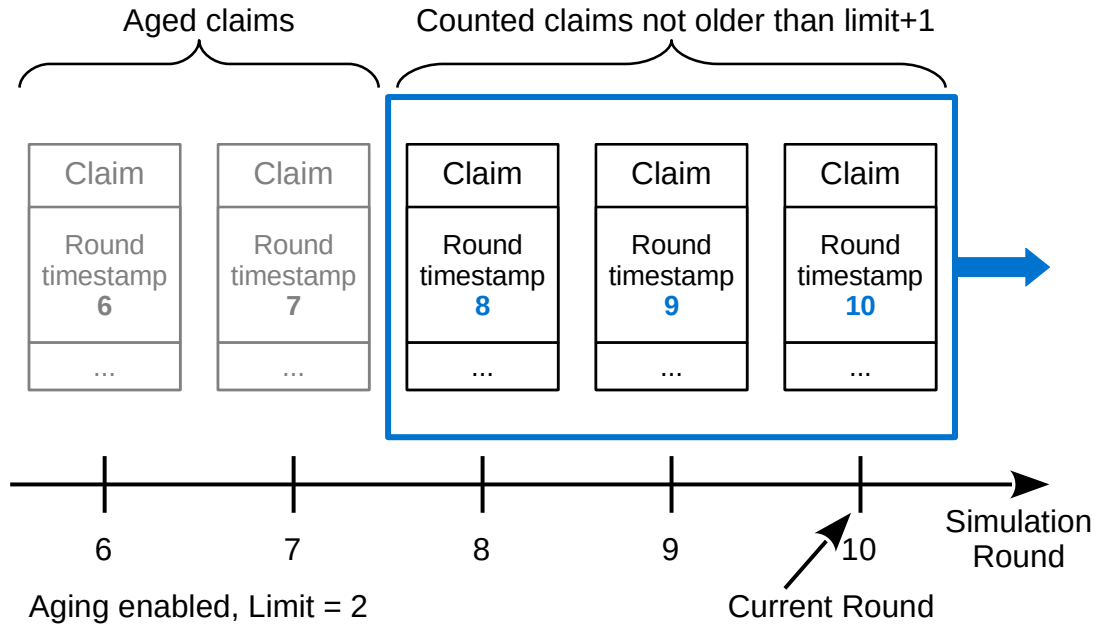 Aged claims
Counted claims not older than limit+1
Claim
Round
timestamp
6
...
Claim
Round
timestamp
7
...
Claim
Round
timestamp
8
...
Claim
Round
timestamp
9
...
Claim
Round
timestamp
10
...
6
7
8
9
10
Simulation
Round
Aging enabled, Limit = 2
Current Round